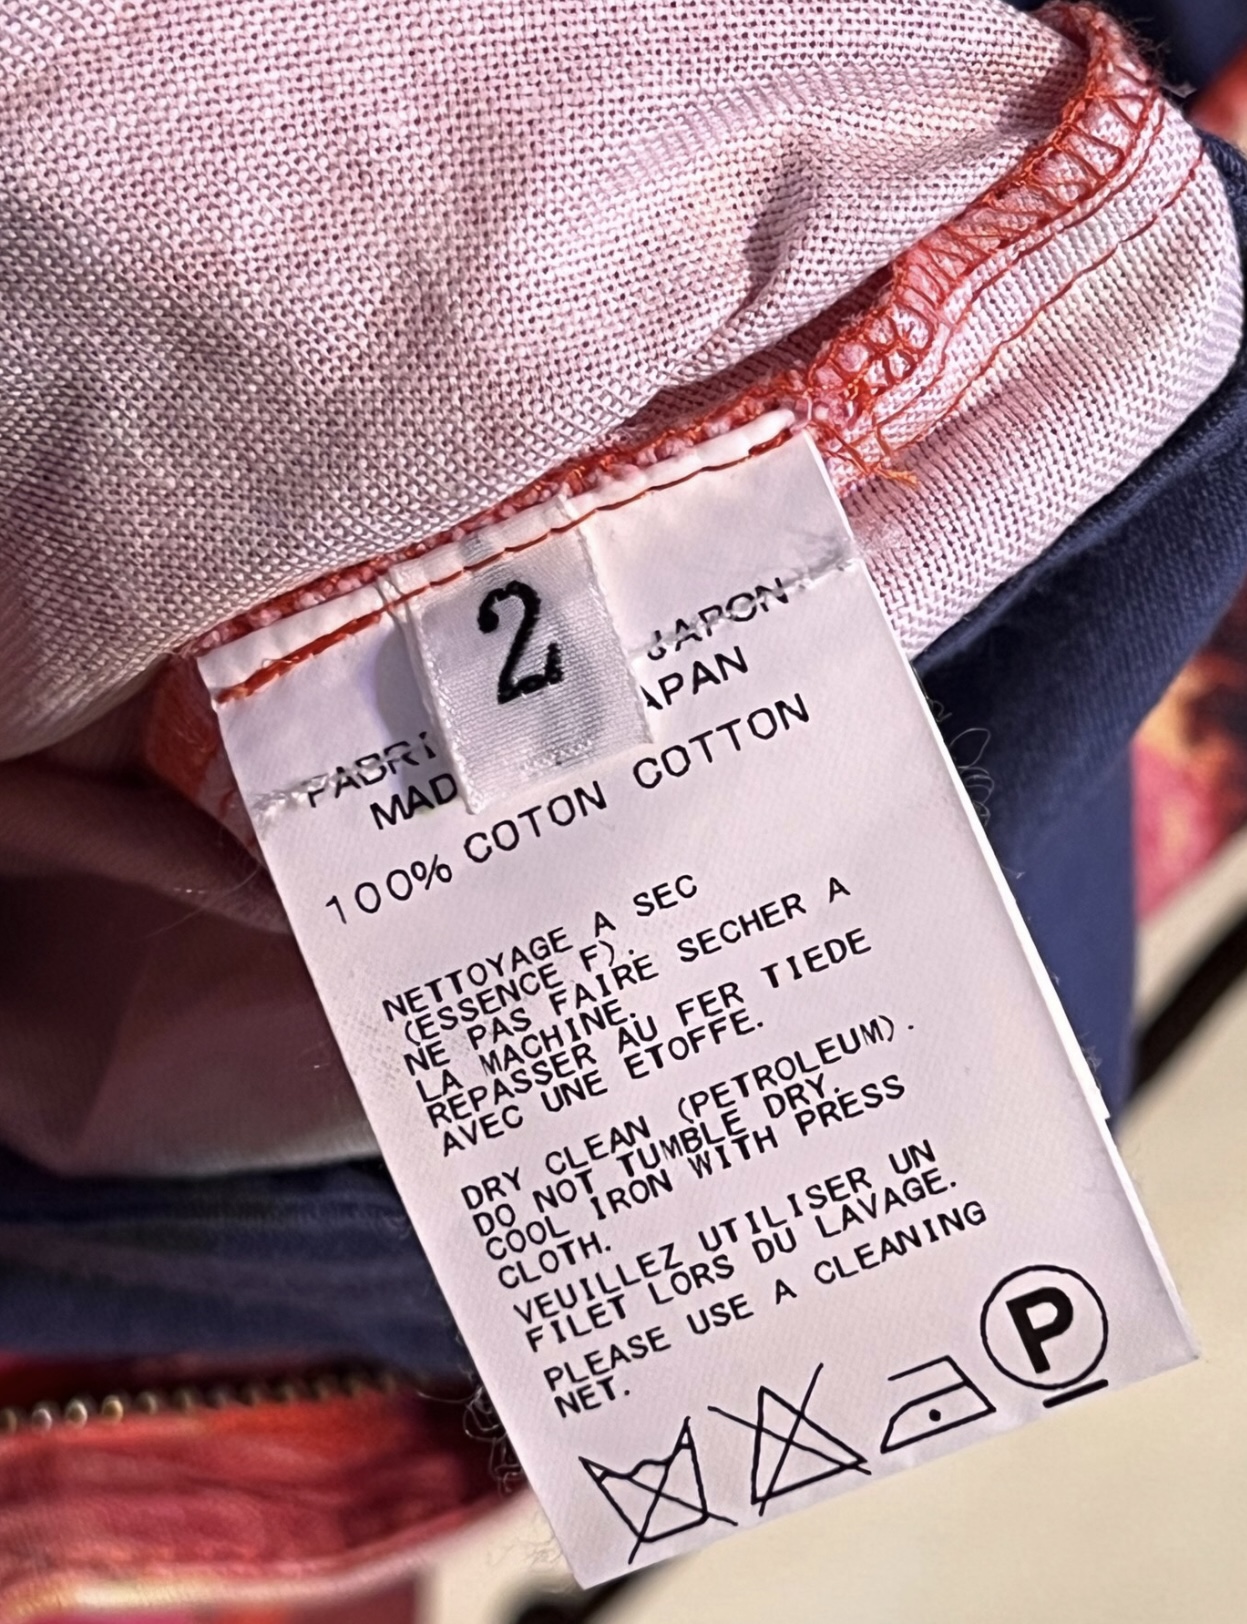 2
JAPON
MAD APAN
100% COTON COTTON
NETTOYAGE A SEC
(ESSENCE F).
NE PAS FAIRE SECHER A
LA MACHINE.
REPASSER AU FER TIEDE
AVEC UNE ETOFFE.
DRY CLEAN (PETROLEUM).
DO NOT TUMBLE DRY.
COOL IRON WITH PRESS
CLOTH.
VEUILLEZ UTILISER UN
FILET LORS DU LAVAGE.
PLEASE USE A CLEANING
NET.
P